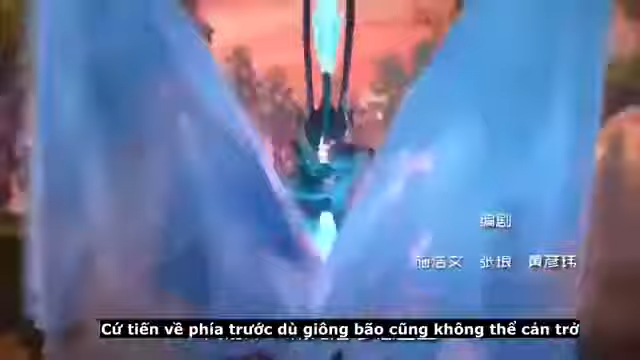 编剧
施洁文 张垠 黄彦玮
Cứ tiến về phía trước dù giông bão cũng không thể cản trở